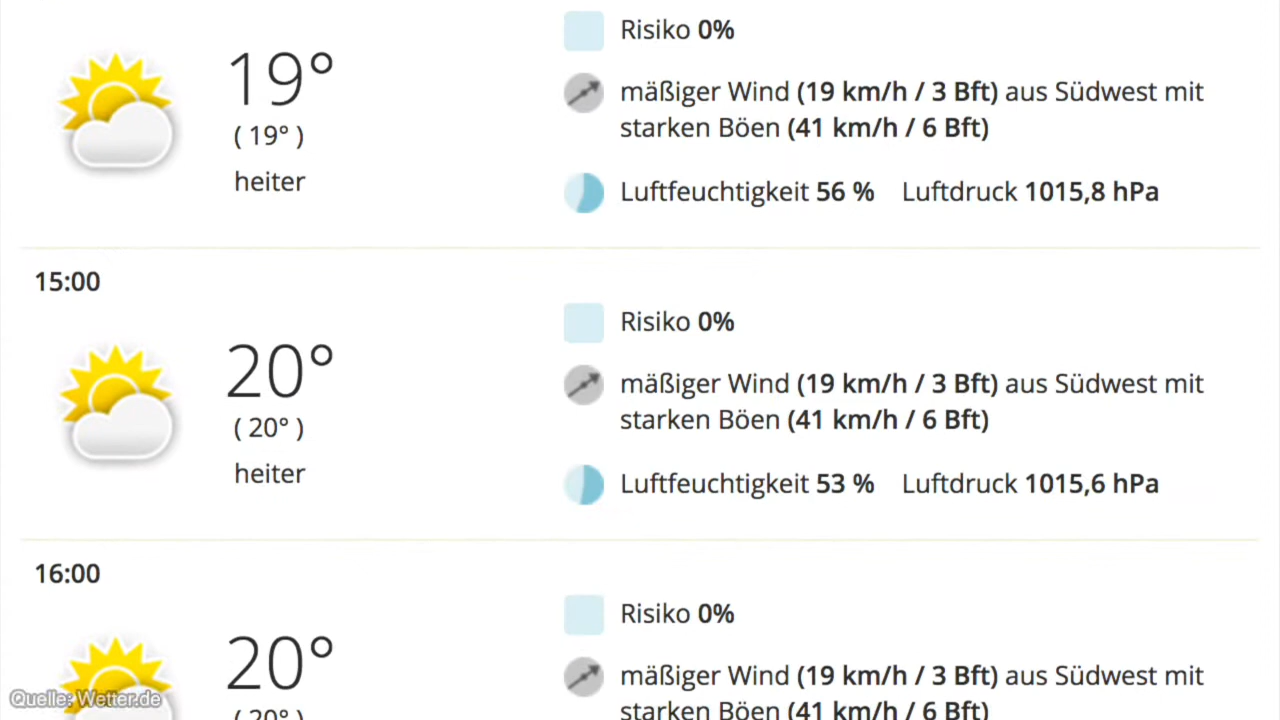 Risiko 0%
19°
mäßiger Wind (19 km/h / 3 Bft) aus Südwest mit
starken Böen (41 km/h / 6 Bft)
( 19° )
heiter
Luftfeuchtigkeit 56 % Luftdruck 1015,8 hPa
15:00
Risiko 0%
20°
mäßiger Wind (19 km/h / 3 Bft) aus Südwest mit
starken Böen (41 km/h / 6 Bft)
( 20° )
heiter
Luftfeuchtigkeit 53 % Luftdruck 1015,6 hPa
16:00
Risiko 0%
20°
mäßiger Wind (19 km/h / 3 Bft) aus Südwest mit
starken Böen (41 km/h / 6 Bft)
( 20° )
Quelle: Wetter.de